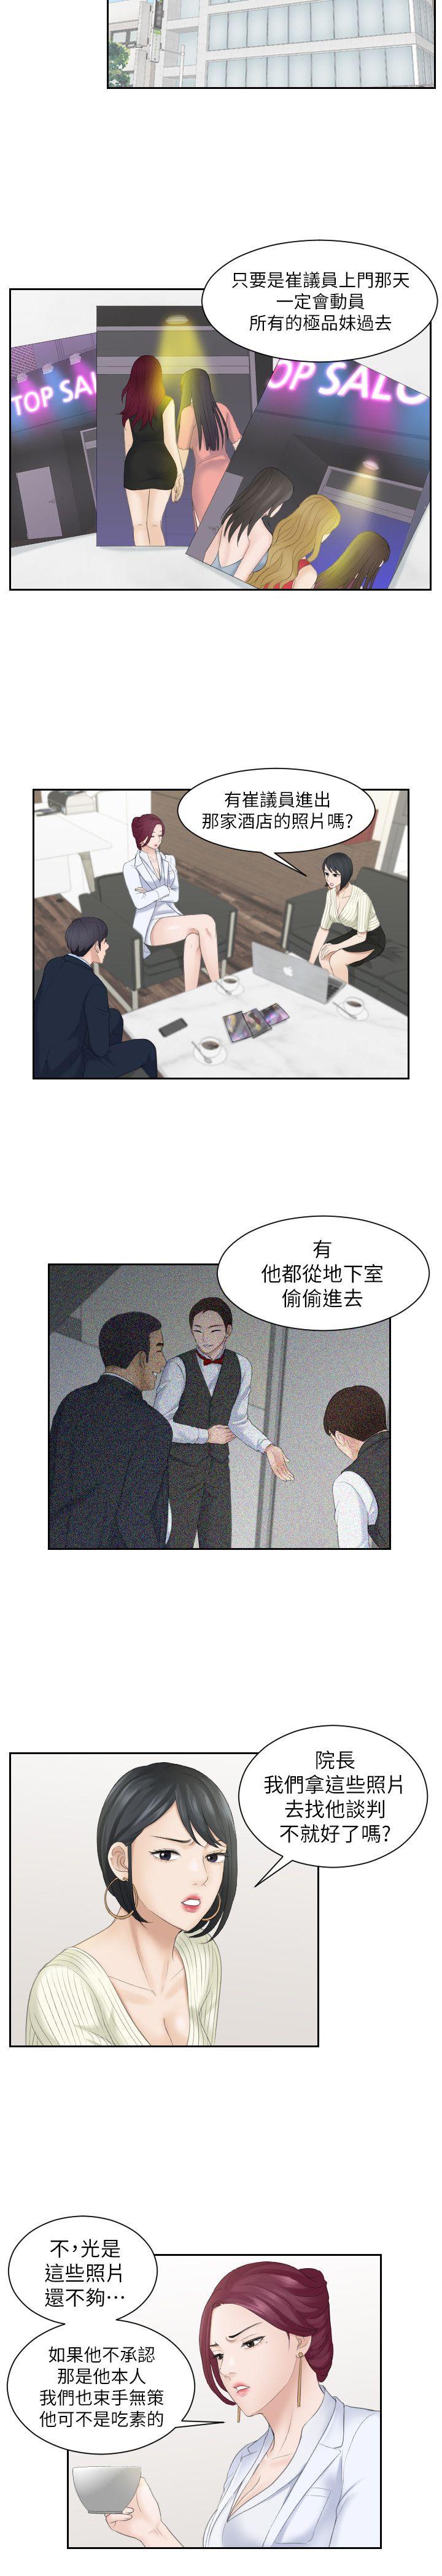 只要是崔議員上門那天
一定會動員
所有的極品妹過去
TOP SALO
OP SALO
有崔議員進出
那家酒店的照片嗎?
有
他都從地下室
偷偷進去
院長
我們拿這些照片
去找他談判
不就好了嗎?
不,光是
這些照片
還不夠…
如果他不承認
那是他本人
我們也束手無策
他可不是吃素的